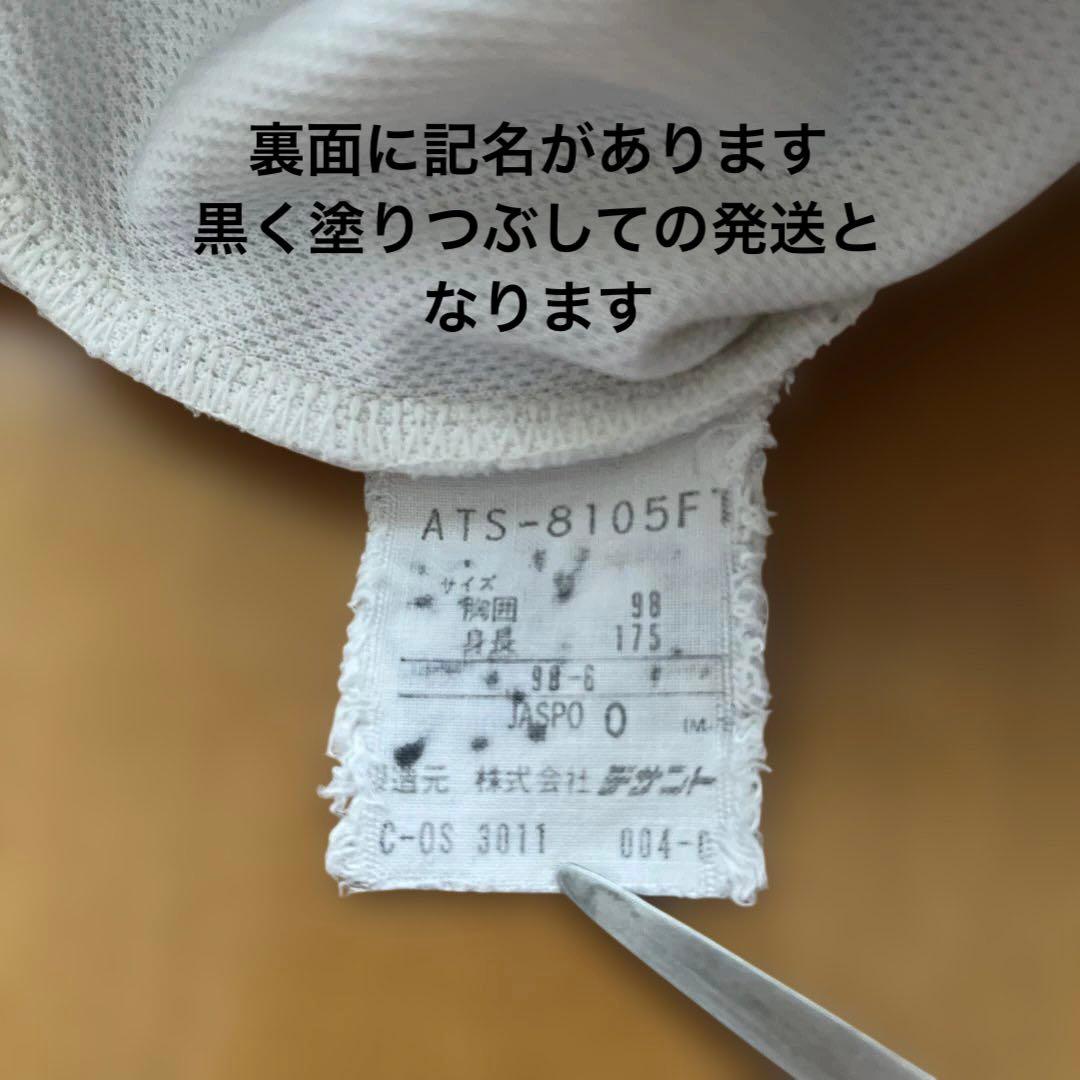 裏面に記名があります
黒く塗りつぶしての発送と
なります
ATS-8105F
サイズ
胸囲 98
身長 175
98-6
JASPO O (M-
造元 株式会社 デサント
C-OS 3011 004-